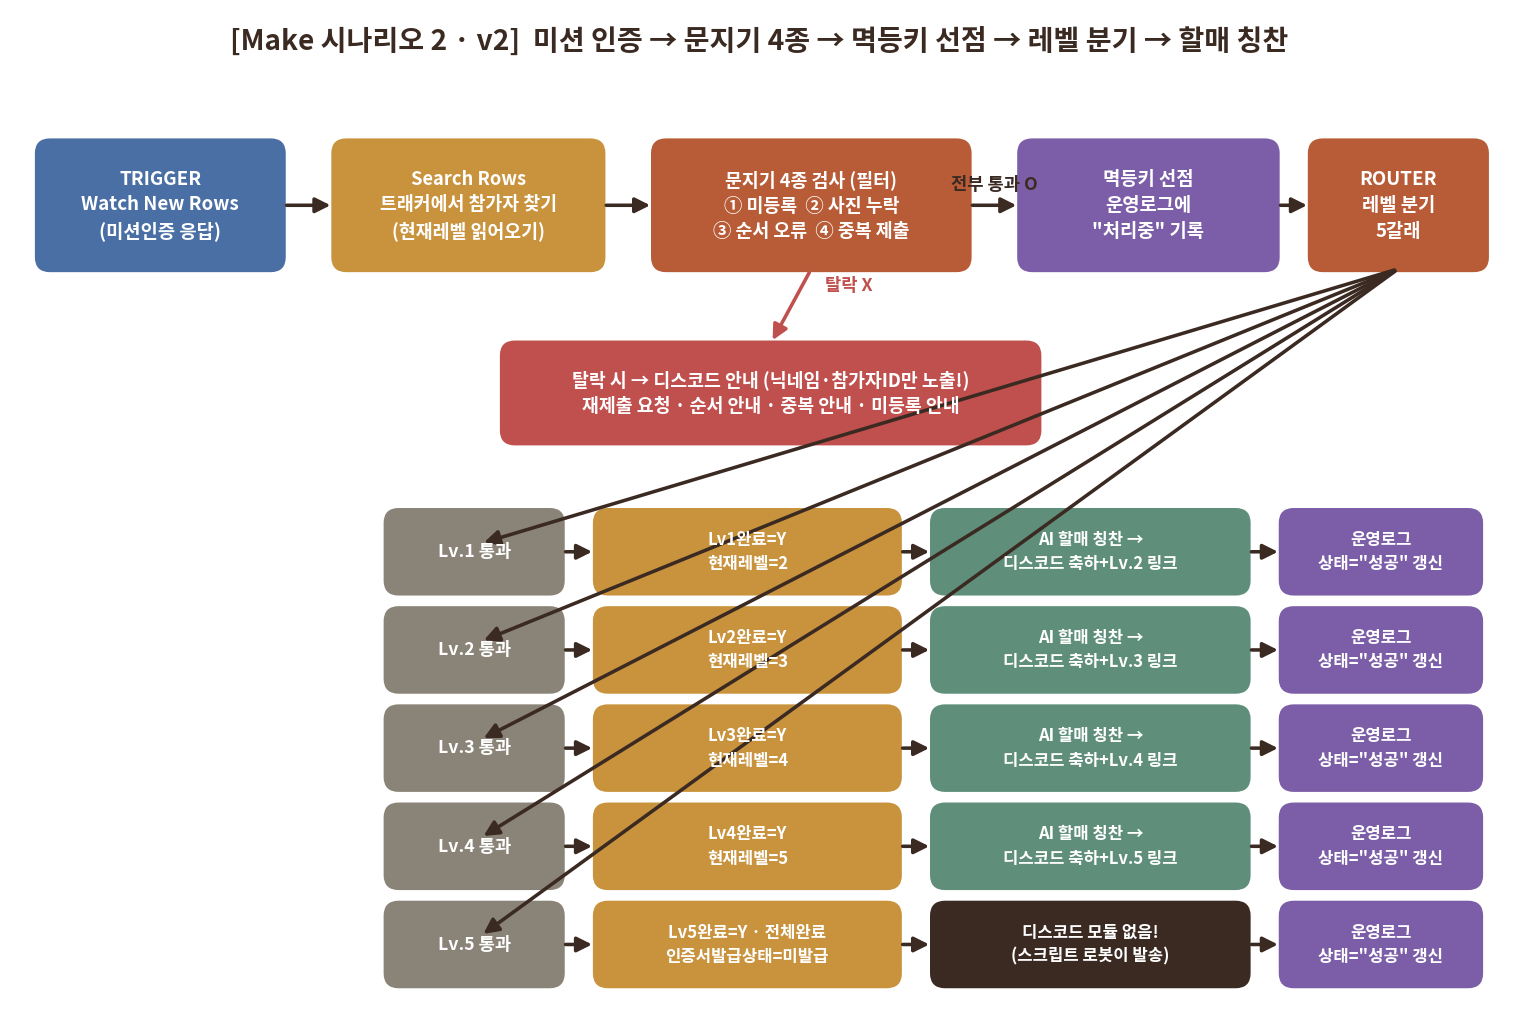 [Make 시나리오 2 · v2]  미션 인증 → 문지기 4종 → 멱등키 선점 → 레벨 분기 → 할매 칭찬
TRIGGER
Watch New Rows
(미션인증 응답)
Search Rows
트래커에서 참가자 찾기
(현재레벨 읽어오기)
문지기 4종 검사 (필터)
① 미등록  ② 사진 누락
③ 순서 오류  ④ 중복 제출
전부 통과 O
멱등키 선점
운영로그에
"처리중" 기록
ROUTER
레벨 분기
5갈래
탈락 X
탈락 시 → 디스코드 안내 (닉네임·참가자ID만 노출!)
재제출 요청 · 순서 안내 · 중복 안내 · 미등록 안내
Lv.1 통과
Lv1완료=Y
현재레벨=2
AI 할매 칭찬 →
디스코드 축하+Lv.2 링크
운영로그
상태="성공" 갱신
Lv.2 통과
Lv2완료=Y
현재레벨=3
AI 할매 칭찬 →
디스코드 축하+Lv.3 링크
운영로그
상태="성공" 갱신
Lv.3 통과
Lv3완료=Y
현재레벨=4
AI 할매 칭찬 →
디스코드 축하+Lv.4 링크
운영로그
상태="성공" 갱신
Lv.4 통과
Lv4완료=Y
현재레벨=5
AI 할매 칭찬 →
디스코드 축하+Lv.5 링크
운영로그
상태="성공" 갱신
Lv.5 통과
Lv5완료=Y · 전체완료
인증서발급상태=미발급
디스코드 모듈 없음!
(스크립트 로봇이 발송)
운영로그
상태="성공" 갱신